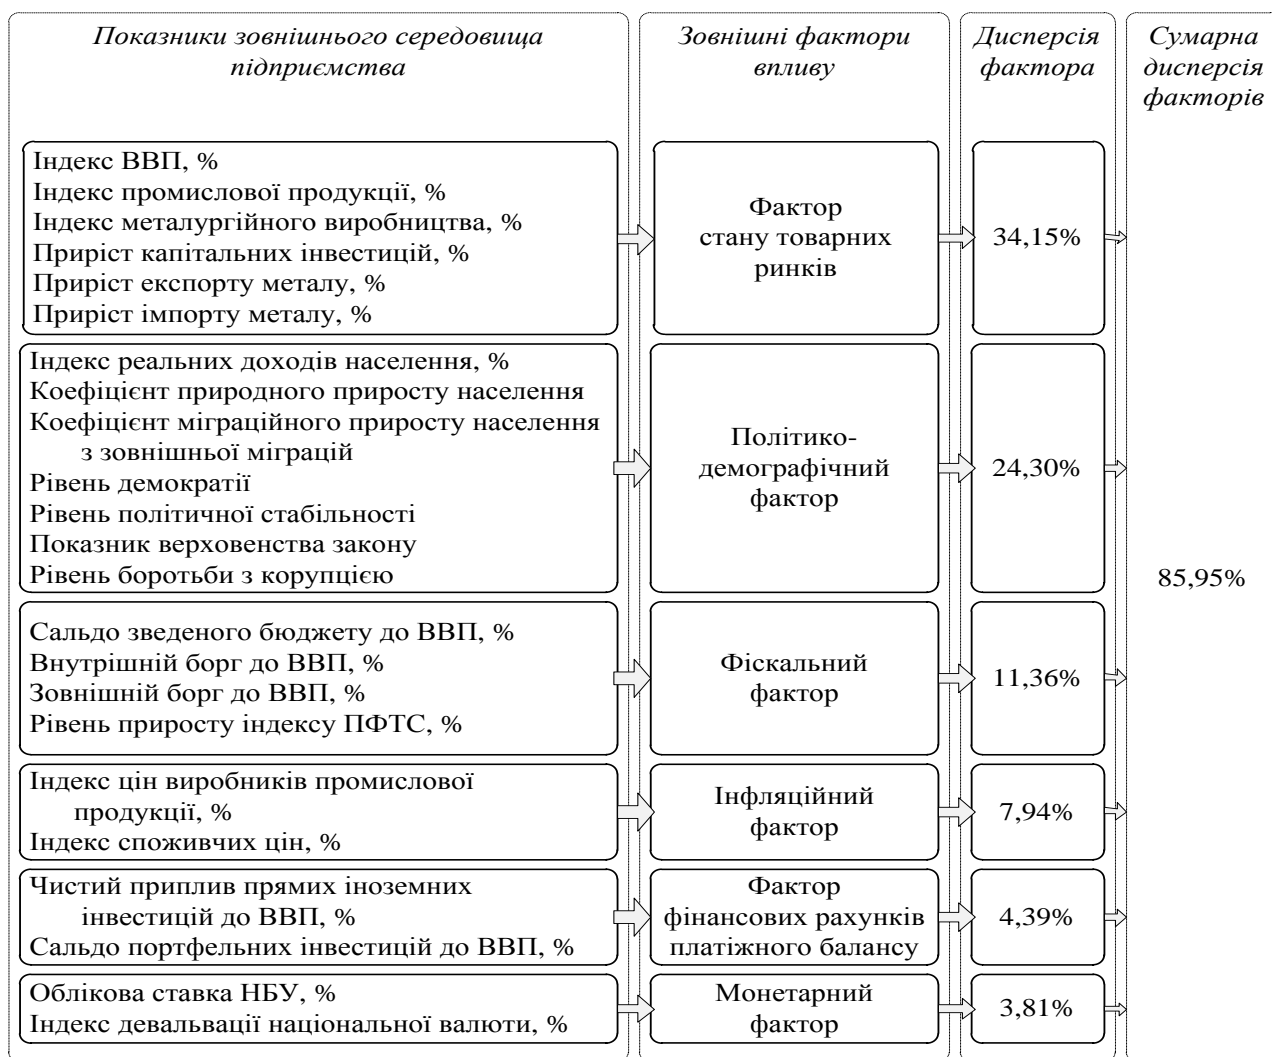 Показники зовнішнього середовища
підприємства
Зовнішні фактори
впливу
Дисперсія
фактора
Сумарна
дисперсія
факторів
Індекс ВВП, %
Індекс промислової продукції, %
Індекс металургійного виробництва, %
Приріст капітальних інвестицій, %
Приріст експорту металу, %
Приріст імпорту металу, %
Фактор
стану товарних
ринків
34,15%
Індекс реальних доходів населення, %
Коефіцієнт природного приросту населення
Коефіцієнт міграційного приросту населення
з зовнішньої міграцій
Рівень демократії
Рівень політичної стабільності
Показник верховенства закону
Рівень боротьби з корупцією
Політико-
демографічний
фактор
24,30%
85,95%
Сальдо зведеного бюджету до ВВП, %
Внутрішній борг до ВВП, %
Зовнішній борг до ВВП, %
Рівень приросту індексу ПФТС, %
Фіскальний
фактор
11,36%
Індекс цін виробників промислової
продукції, %
Індекс споживчих цін, %
Інфляційний
фактор
7,94%
Чистий приплив прямих іноземних
інвестицій до ВВП, %
Сальдо портфельних інвестицій до ВВП, %
Фактор
фінансових рахунків
платіжного балансу
4,39%
Облікова ставка НБУ, %
Індекс девальвації національної валюти, %
Монетарний
фактор
3,81%